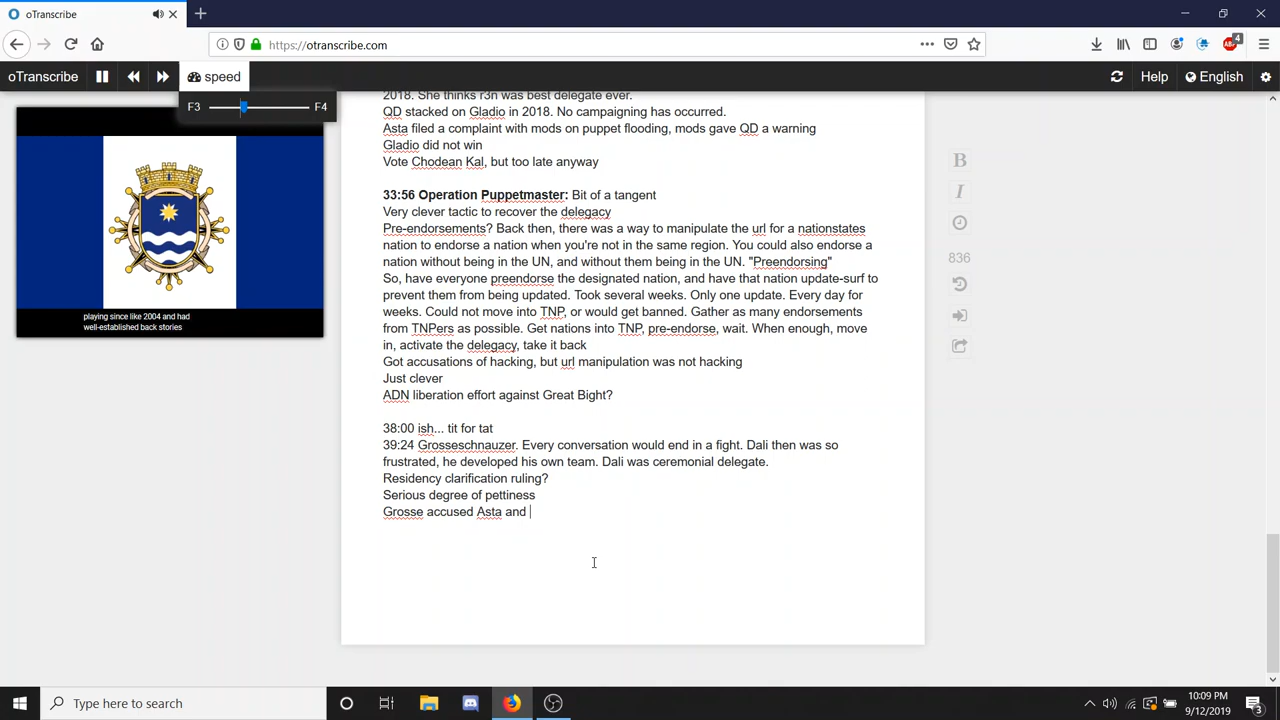 oTranscribe
https://otranscribe.com
4
oTranscribe
speed
Help
English
F3
F4
2018. She thinks r3n was best delegate ever.
QD stacked on Gladio in 2018. No campaigning has occurred.
Asta filed a complaint with mods on puppet flooding, mods gave QD a warning
Gladio did not win
Vote Chodean Kal, but too late anyway
33:56 Operation Puppetmaster: Bit of a tangent
Very clever tactic to recover the delegacy
Pre-endorsements? Back then, there was a way to manipulate the url for a nationstates
nation to endorse a nation when you're not in the same region. You could also endorse a
nation without being in the UN, and without them being in the UN. "Preendorsing"
So, have everyone preendorse the designated nation, and have that nation update-surf to
prevent them from being updated. Took several weeks. Only one update. Every day for
weeks. Could not move into TNP, or would get banned. Gather as many endorsements
from TNPers as possible. Get nations into TNP, pre-endorse, wait. When enough, move
in, activate the delegacy, take it back
Got accusations of hacking, but url manipulation was not hacking
Just clever
ADN liberation effort against Great Bight?
38:00 ish... tit for tat
39:24 Grosseschnauzer. Every conversation would end in a fight. Dali then was so
frustrated, he developed his own team. Dali was ceremonial delegate.
Residency clarification ruling?
Serious degree of pettiness
Grosse accused Asta and
playing since like 2004 and had
well-established back stories
B
I
836
Type here to search
10:09 PM
9/12/2019
3